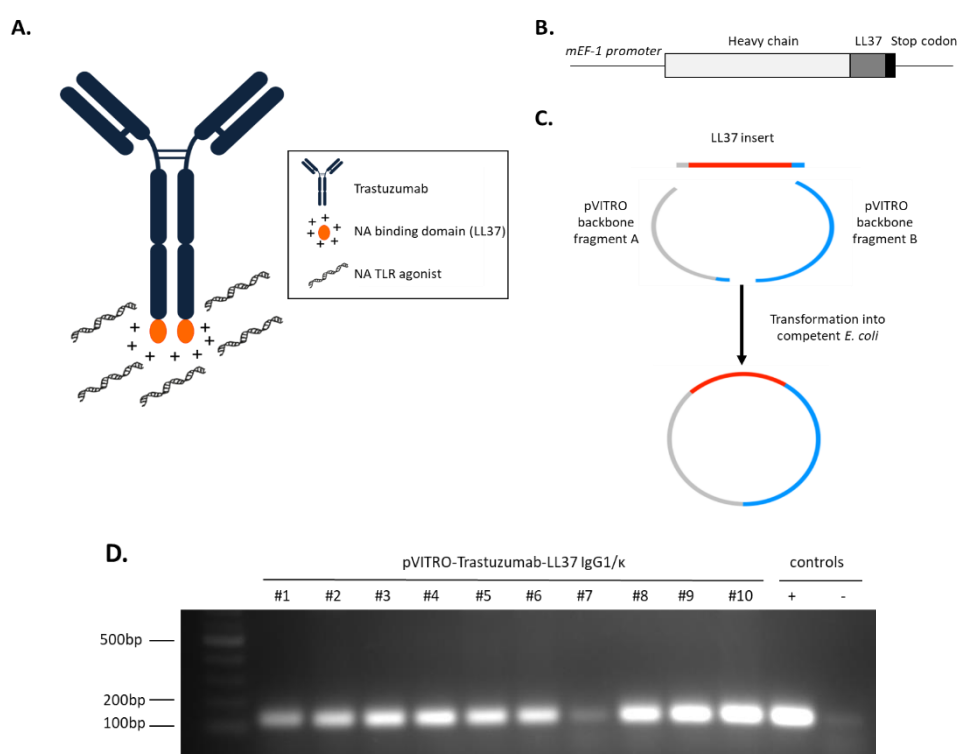 A.
Trastuzumab
NA binding domain (LL37)
NA TLR agonist
B.
mEF-1 promoter
Heavy chain
LL37
Stop codon
C.
LL37 insert
pVITRO
backbone
fragment A
pVITRO
backbone
fragment B
Transformation into
competent E. coli
D.
pVITRO-Trastuzumab-LL37 IgG1/κ
controls
#1 #2 #3 #4 #5 #6 #7 #8 #9 #10 + -
500bp
200bp
100bp